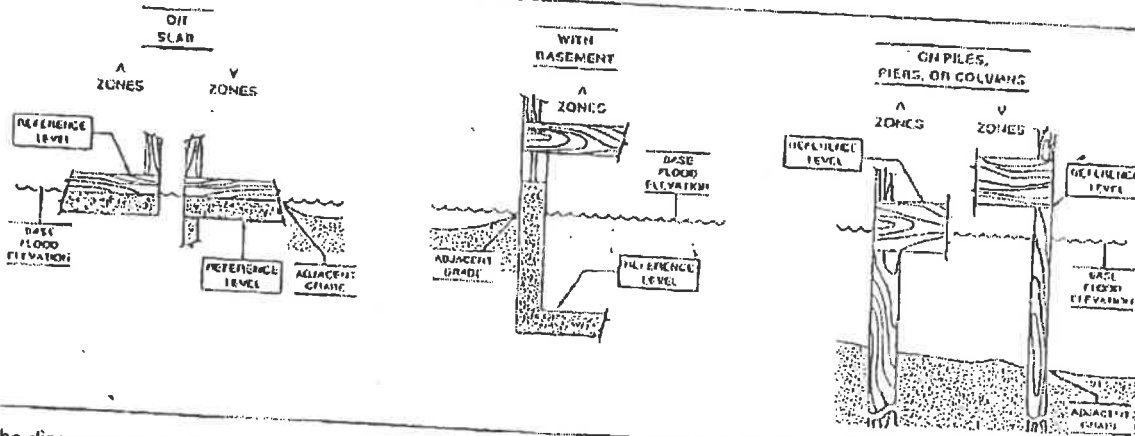 ON
SLAB
A
ZONES
V
ZONES
REFERENCE
LEVEL
BASE
FLOOD
ELEVATION
REFERENCE
LEVEL
ADJACENT
GRADE
WITH
BASEMENT
A
ZONES
BASE
FLOOD
ELEVATION
ADJACENT
GRADE
REFERENCE
LEVEL
ON PILES,
PIERS, OR COLUMNS
A
ZONES
V
ZONES
REFERENCE
LEVEL
REFERENCE
LEVEL
BASE
FLOOD
ELEVATION
ADJACENT
GRADE